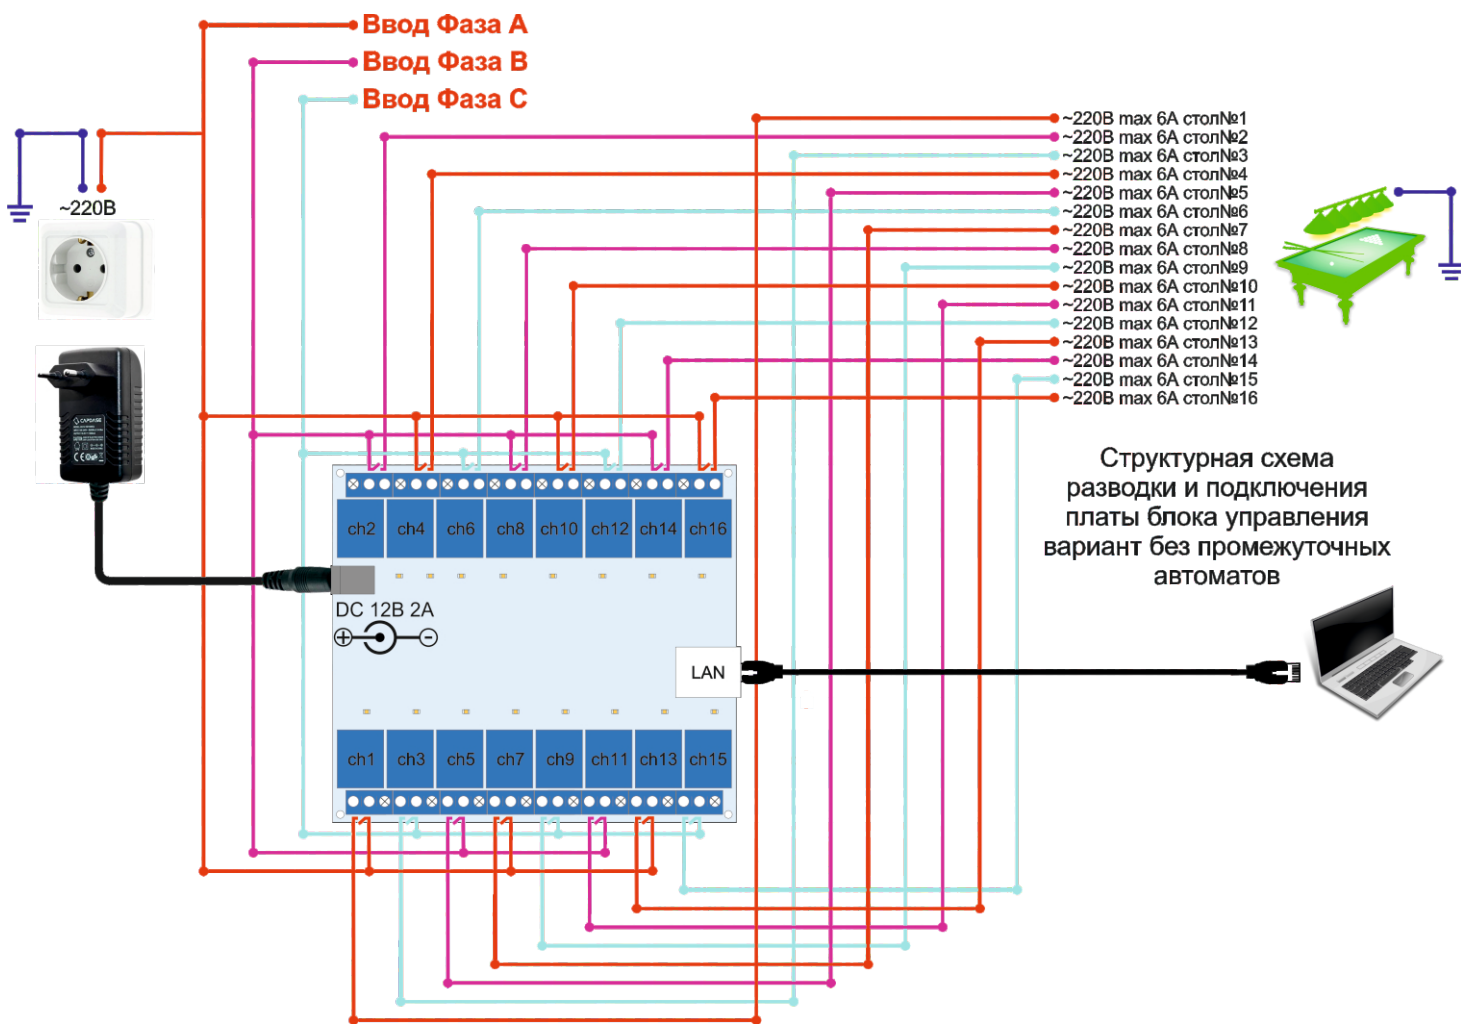 Ввод Фаза А
Ввод Фаза В
Ввод Фаза С
~220В
~220В max 6А стол№1
~220В max 6А стол№2
~220В max 6А стол№3
~220В max 6А стол№4
~220В max 6А стол№5
~220В max 6А стол№6
~220В max 6А стол№7
~220В max 6А стол№8
~220В max 6А стол№9
~220В max 6А стол№10
~220В max 6А стол№11
~220В max 6А стол№12
~220В max 6А стол№13
~220В max 6А стол№14
~220В max 6А стол№15
~220В max 6А стол№16
Структурная схема
разводки и подключения
платы блока управления
вариант без промежуточных
автоматов
ch2 ch4 ch6 ch8 ch10 ch12 ch14 ch16
DC 12В 2А
LAN
ch1 ch3 ch5 ch7 ch9 ch11 ch13 ch15